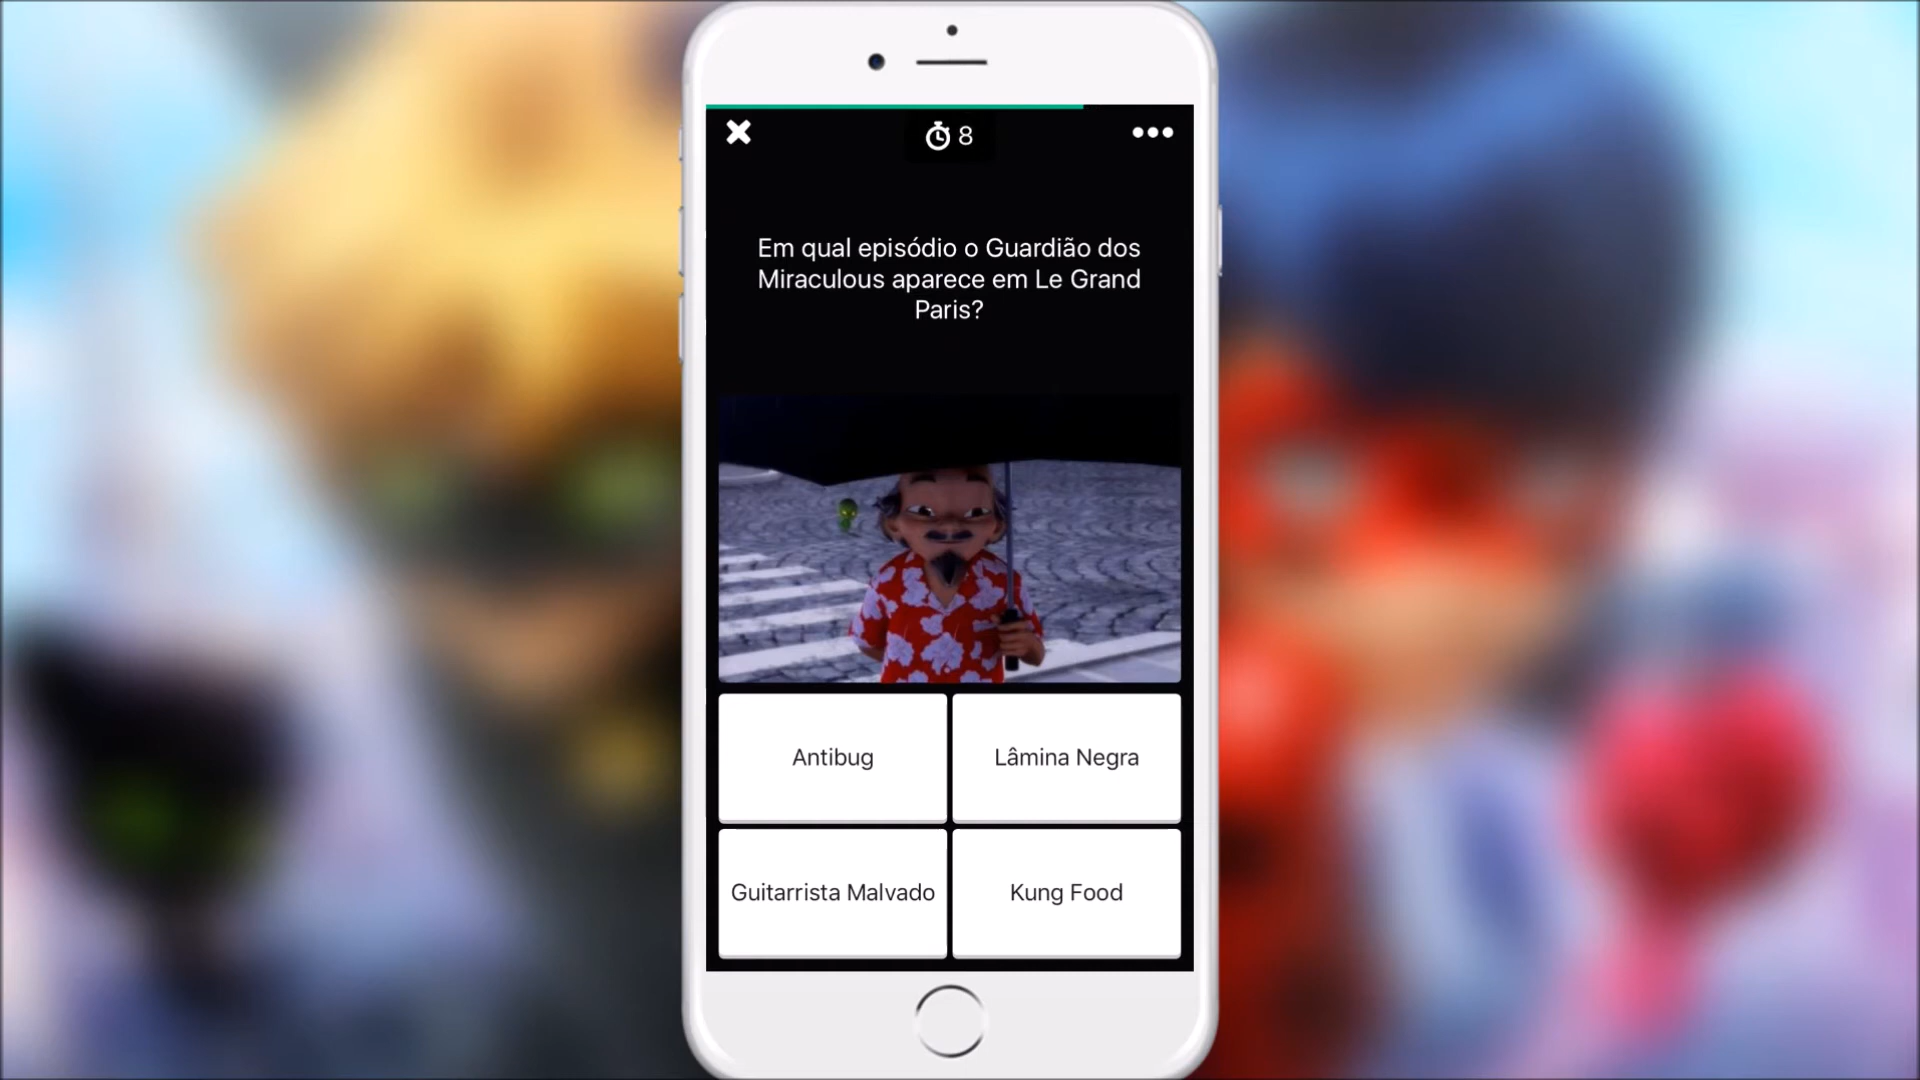 8
Em qual episódio o Guardião dos
Miraculous aparece em Le Grand
Paris?
Antibug
Lâmina Negra
Guitarrista Malvado
Kung Food